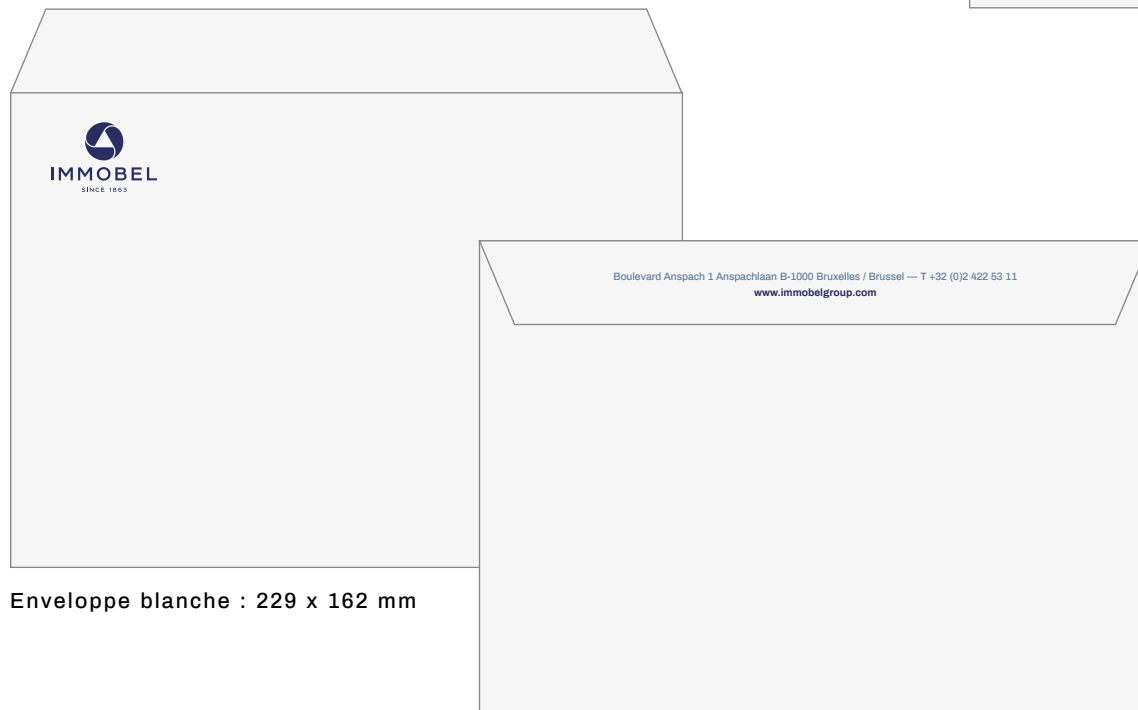 IMMOBEL
SINCE 1863
Boulevard Anspach 1 Anspachlaan B-1000 Bruxelles / Brussel — T +32 (0)2 422 53 11
www.immobelgroup.com
Enveloppe blanche : 229 x 162 mm